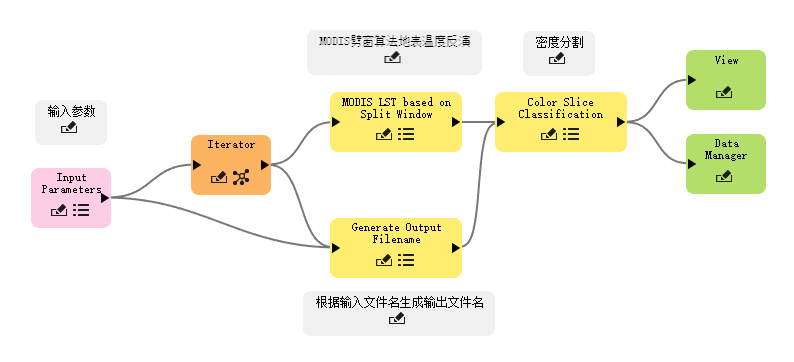 MODIS劈窗算法地表温度反演
密度分割
View
输入参数
MODIS LST based on
Split Window
Color Slice
Classification
Iterator
Data
Manager
Input
Parameters
Generate Output
Filename
根据输入文件名生成输出文件名